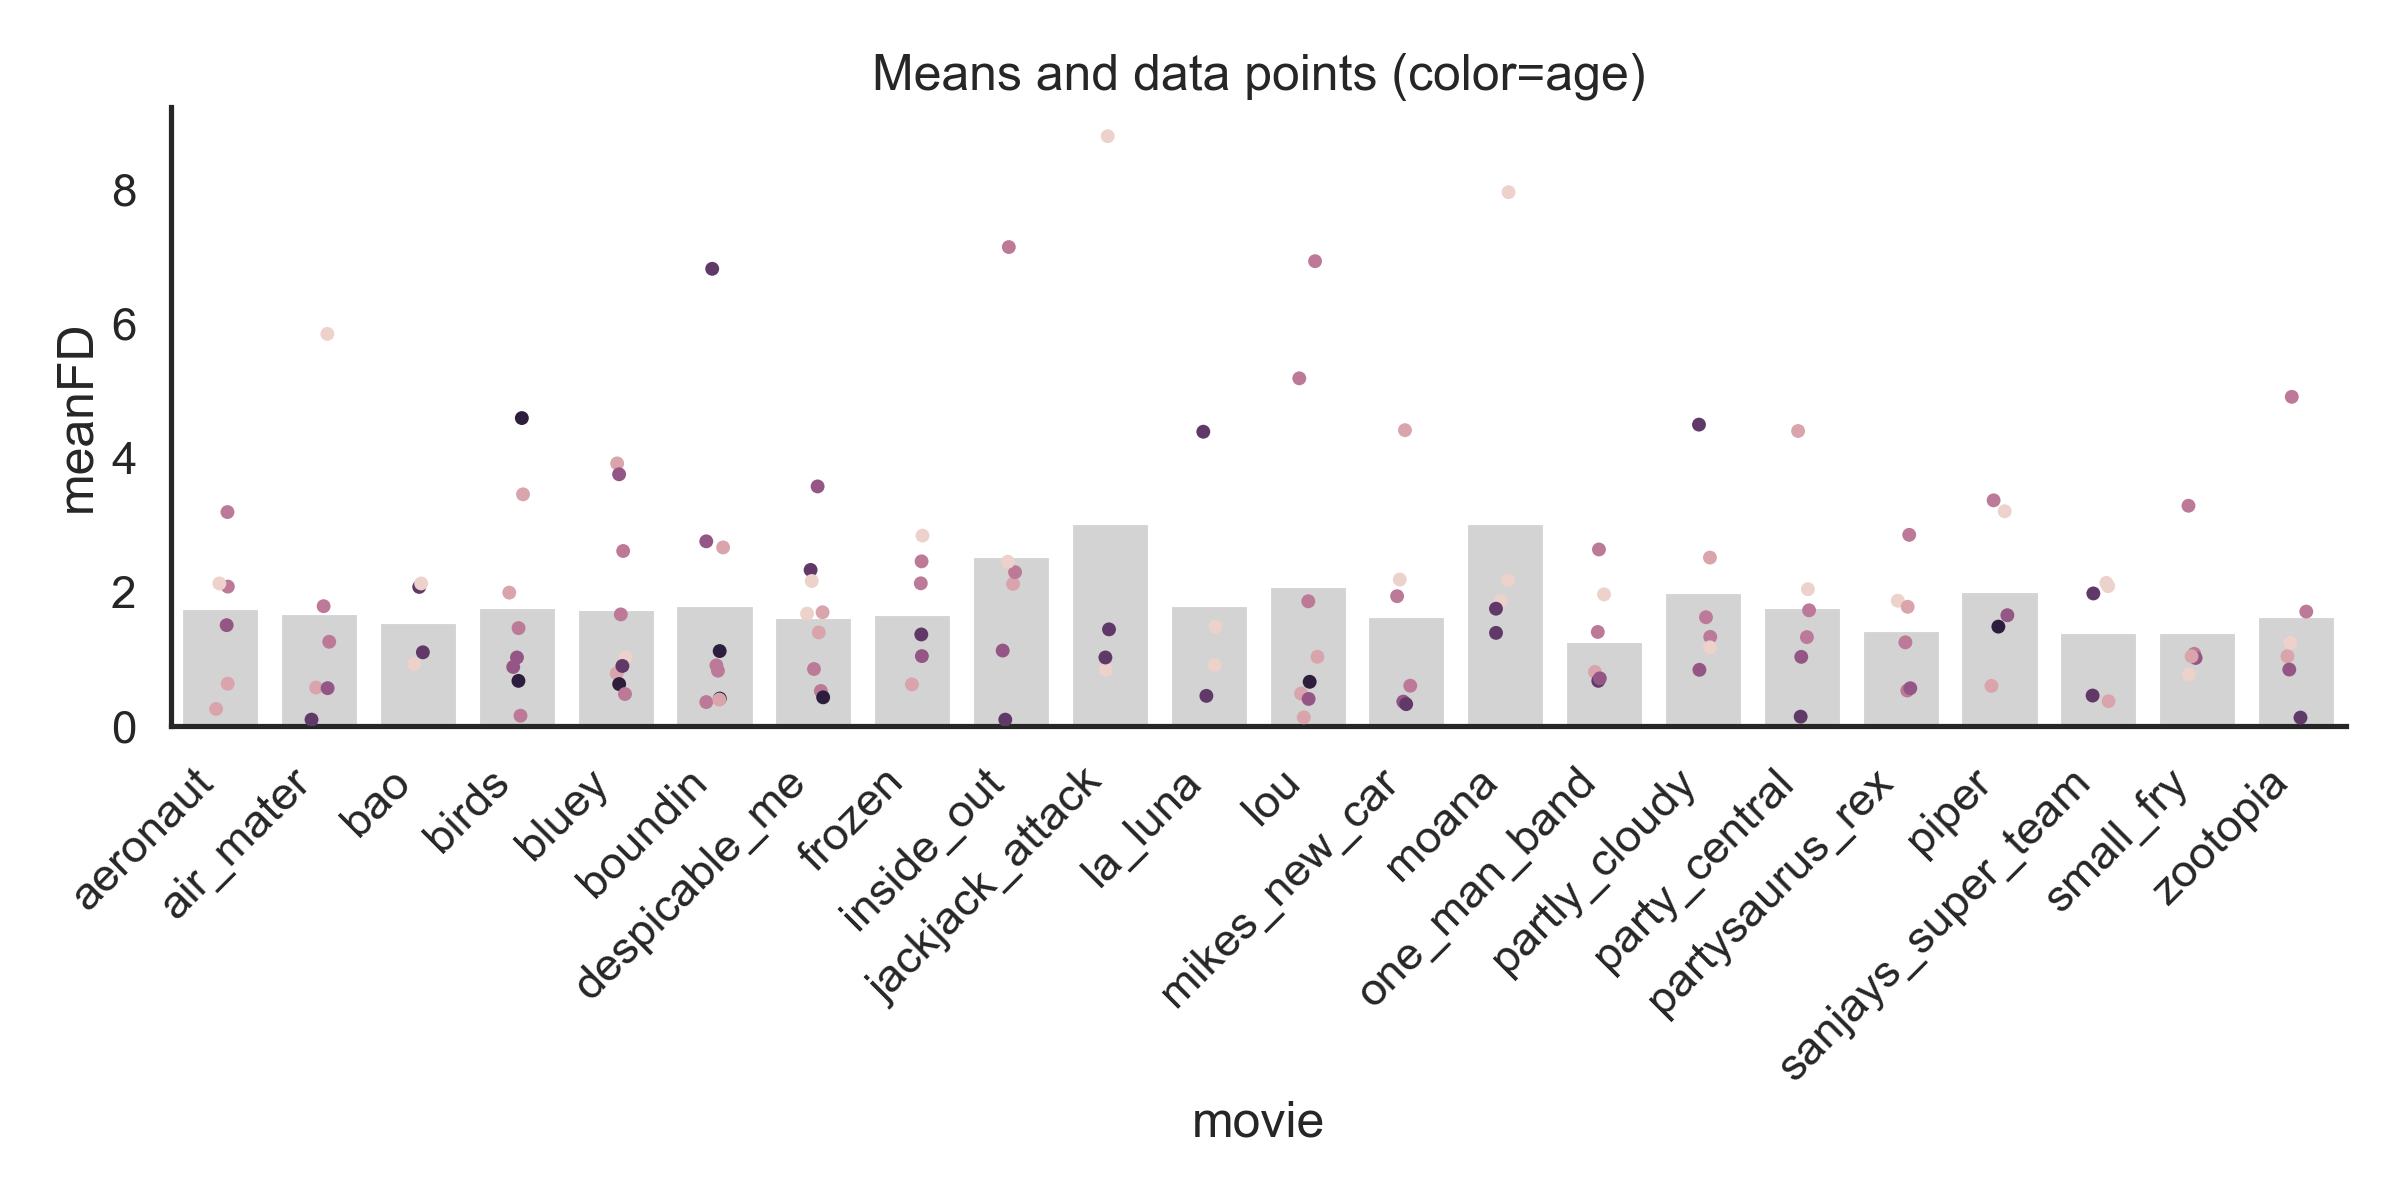 Means and data points (color=age)
meanFD
8
6
4
2
0
aeronaut
air_mater
bao
birds
bluey
boundin
despicable_me
frozen
inside_out
jackjack_attack
la_luna
lou
mikes_new_car
moana
one_man_band
partly_cloudy
party_central
partysaurus_rex
piper
sanjays_super_team
small_fry
zootopia
movie